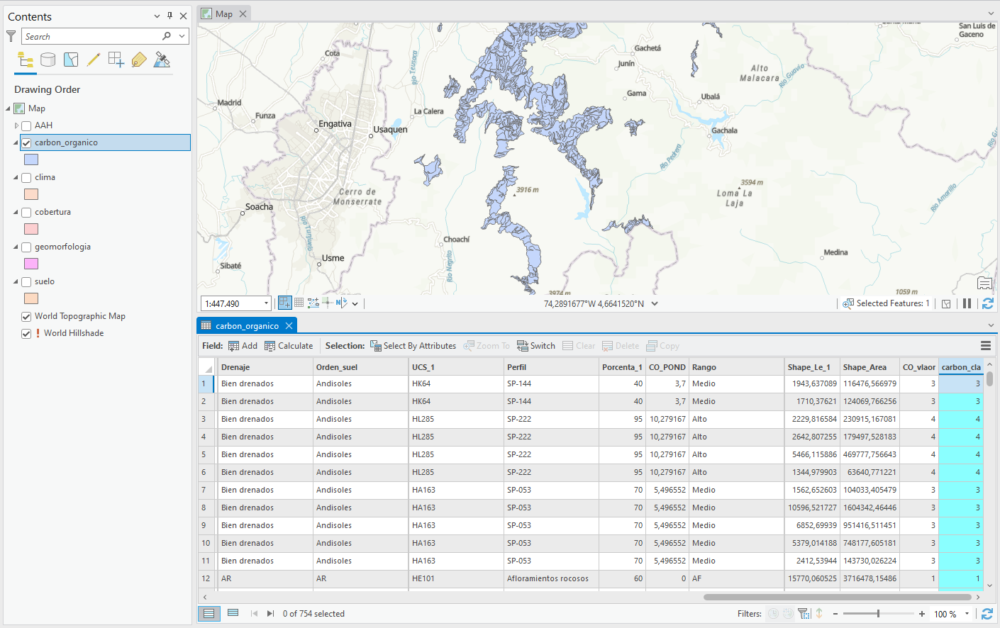 Contents
Search
Drawing Order
Map
AAH
carbon_organico
clima
cobertura
geomorfologia
suelo
World Topographic Map
! World Hillshade
Map
Cota
Madrid
Funza
Engativa
Usaquen
La Calera
Río Teusaca
Soacha
Cerro de
Monserrate
Río Tunjuelo
Usme
Sibaté
Choachí
Río Negrito
3916 m
3974 m
Gachetá
Junín
Gama
Ubalá
Gachala
Alto
Malacara
Río Guavio
Río Pedrera
3594 m
Loma La
Laja
Medina
1059 m
Río Amarillo
San Luis de
Gaceno
1:447.490
74,2891677°W 4,6641520°N
Selected Features: 1
carbon_organico
Field: Add Calculate Selection: Select By Attributes Zoom To Switch Clear Delete Copy
Drenaje Orden_suel UCS_1 Perfil Porcenta_1 CO_POND Rango Shape_Le_1 Shape_Area CO_vlaor carbon_cla
1 Bien drenados Andisoles HK64 SP-144 40 3,7 Medio 1943,637089 116476,566979 3 3
2 Bien drenados Andisoles HK64 SP-144 40 3,7 Medio 1710,37621 124069,766256 3 3
3 Bien drenados Andisoles HL285 SP-222 95 10,279167 Alto 2229,816584 230915,167081 4 4
4 Bien drenados Andisoles HL285 SP-222 95 10,279167 Alto 2642,807255 179497,528183 4 4
5 Bien drenados Andisoles HL285 SP-222 95 10,279167 Alto 5466,115886 469777,756643 4 4
6 Bien drenados Andisoles HL285 SP-222 95 10,279167 Alto 1344,979903 63640,771221 4 4
7 Bien drenados Andisoles HA163 SP-053 70 5,496552 Medio 1562,652603 104033,405479 3 3
8 Bien drenados Andisoles HA163 SP-053 70 5,496552 Medio 10596,521727 1604342,46446 3 3
9 Bien drenados Andisoles HA163 SP-053 70 5,496552 Medio 6852,69939 951416,511451 3 3
10 Bien drenados Andisoles HA163 SP-053 70 5,496552 Medio 5379,014188 748177,605181 3 3
11 Bien drenados Andisoles HA163 SP-053 70 5,496552 Medio 2412,53944 143730,026224 3 3
12 AR AR HE101 Afloramientos rocosos 60 0 AF 15770,060525 3716478,15486 1 1
0 of 754 selected
Filters:
- + 100 %